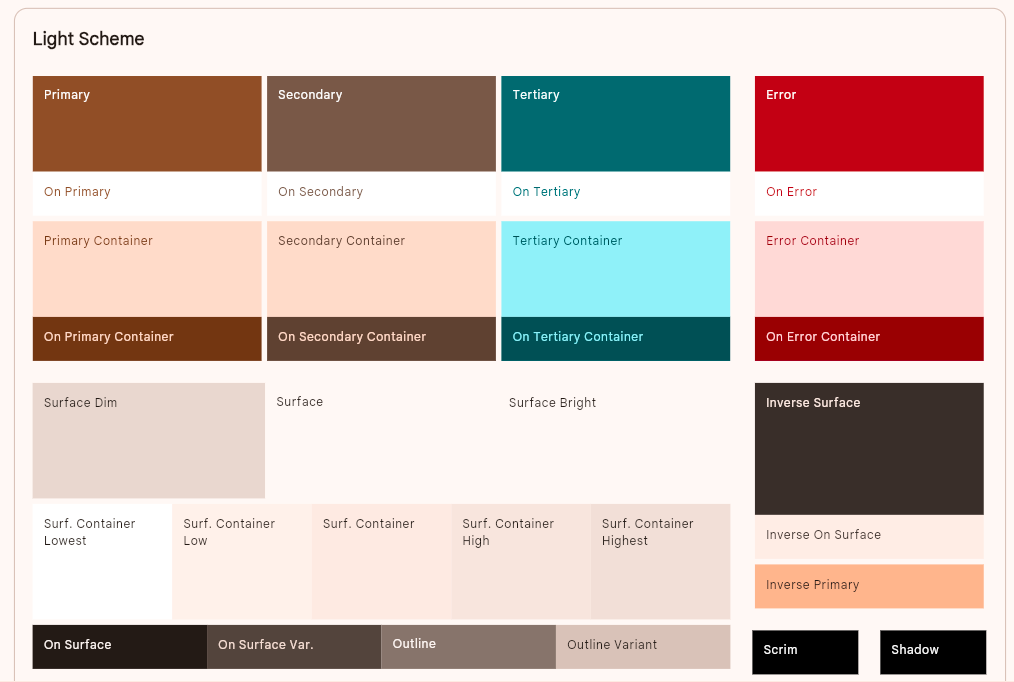 Light Scheme
Primary
Secondary
Tertiary
Error
On Primary
On Secondary
On Tertiary
On Error
Primary Container
Secondary Container
Tertiary Container
Error Container
On Primary Container
On Secondary Container
On Tertiary Container
On Error Container
Surface Dim
Surface
Surface Bright
Inverse Surface
Surf. Container
Lowest
Surf. Container
Low
Surf. Container
Surf. Container
High
Surf. Container
Highest
Inverse On Surface
Inverse Primary
On Surface
On Surface Var.
Outline
Outline Variant
Scrim
Shadow